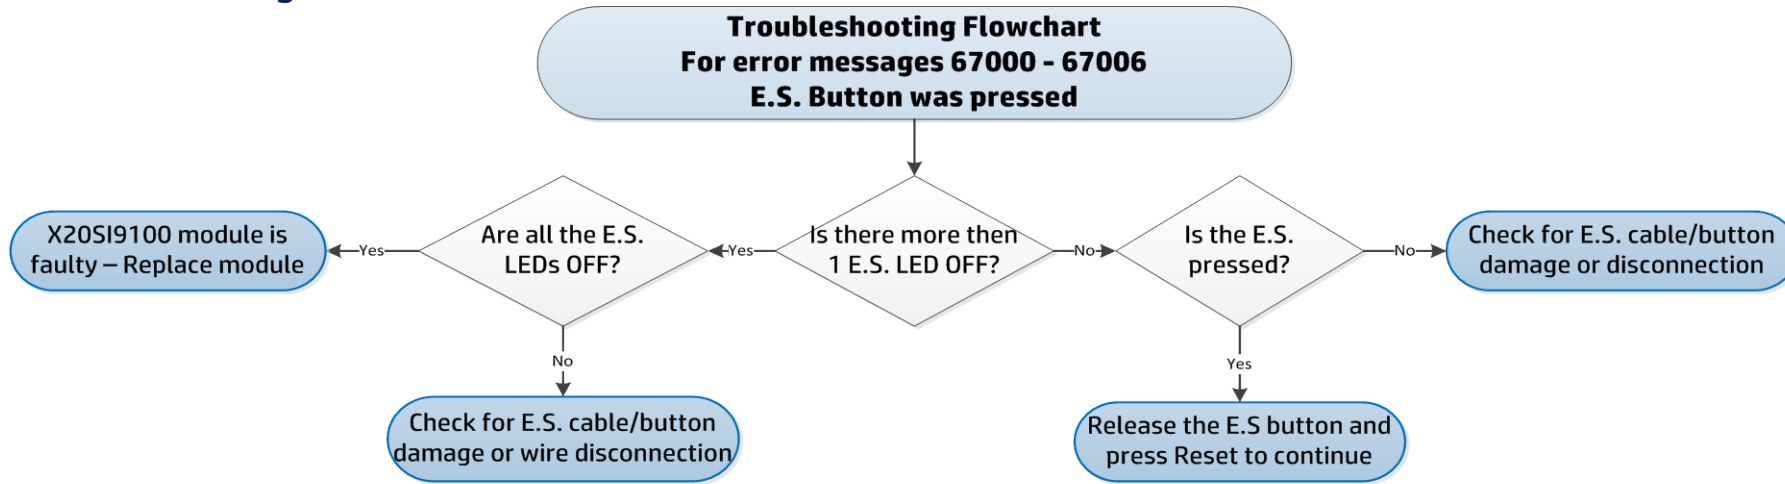 Troubleshooting Flowchart
For error messages 67000 - 67006
E.S. Button was pressed
X20SI9100 module is
faulty – Replace module
Yes
Are all the E.S.
LEDs OFF?
Yes
Is there more then
1 E.S. LED OFF?
No
Is the E.S.
pressed?
No
Check for E.S. cable/button
damage or disconnection
No
Yes
Check for E.S. cable/button
damage or wire disconnection
Release the E.S button and
press Reset to continue